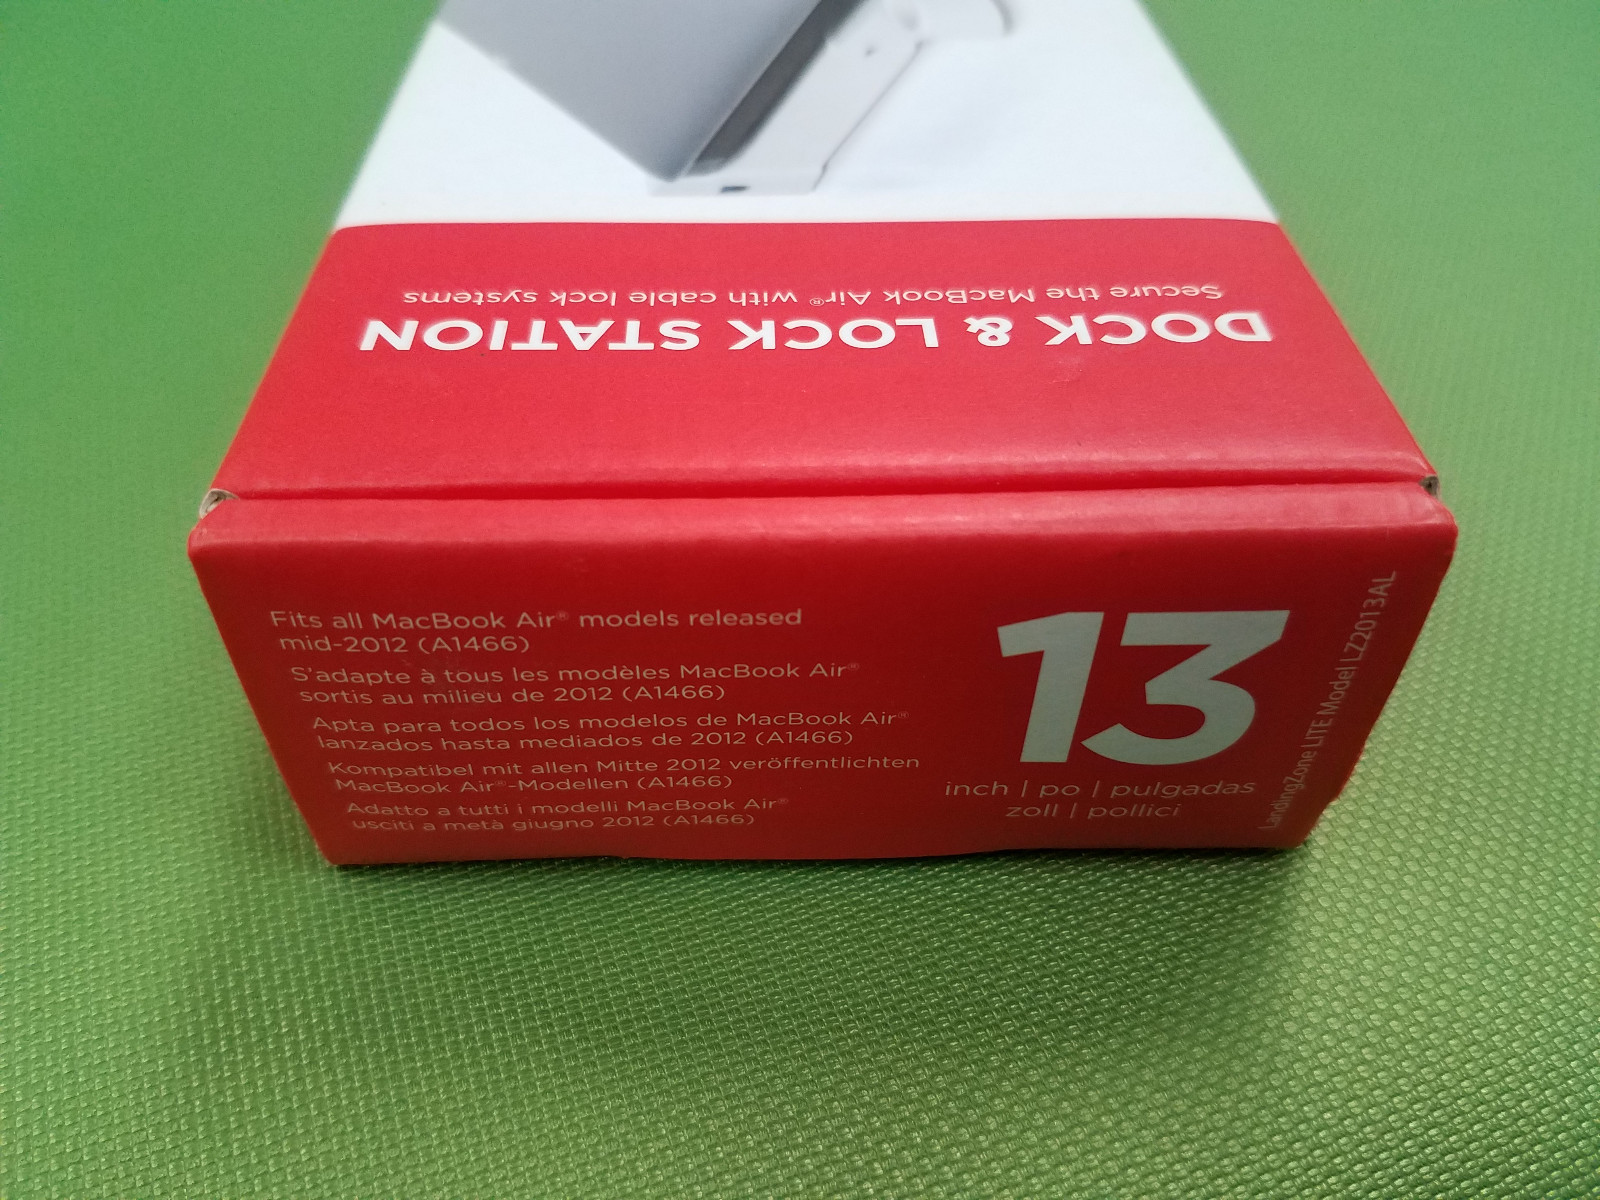 DOCK & LOCK STATION
Secure the MacBook Air® with cable lock systems
Fits all MacBook Air® models released
mid-2012 (A1466)
S'adapte à tous les modèles MacBook Air®
sortis au milieu de 2012 (A1466)
Apta para todos los modelos de MacBook Air®
lanzados hasta mediados de 2012 (A1466)
Kompatibel mit allen Mitte 2012 veröffentlichten
MacBook Air®-Modellen (A1466)
Adatto a tutti i modelli MacBook Air®
usciti a metà giugno 2012 (A1466)
13
inch | po | pulgadas
zoll | pollici
LandingZone LITE Model LZ2013AL